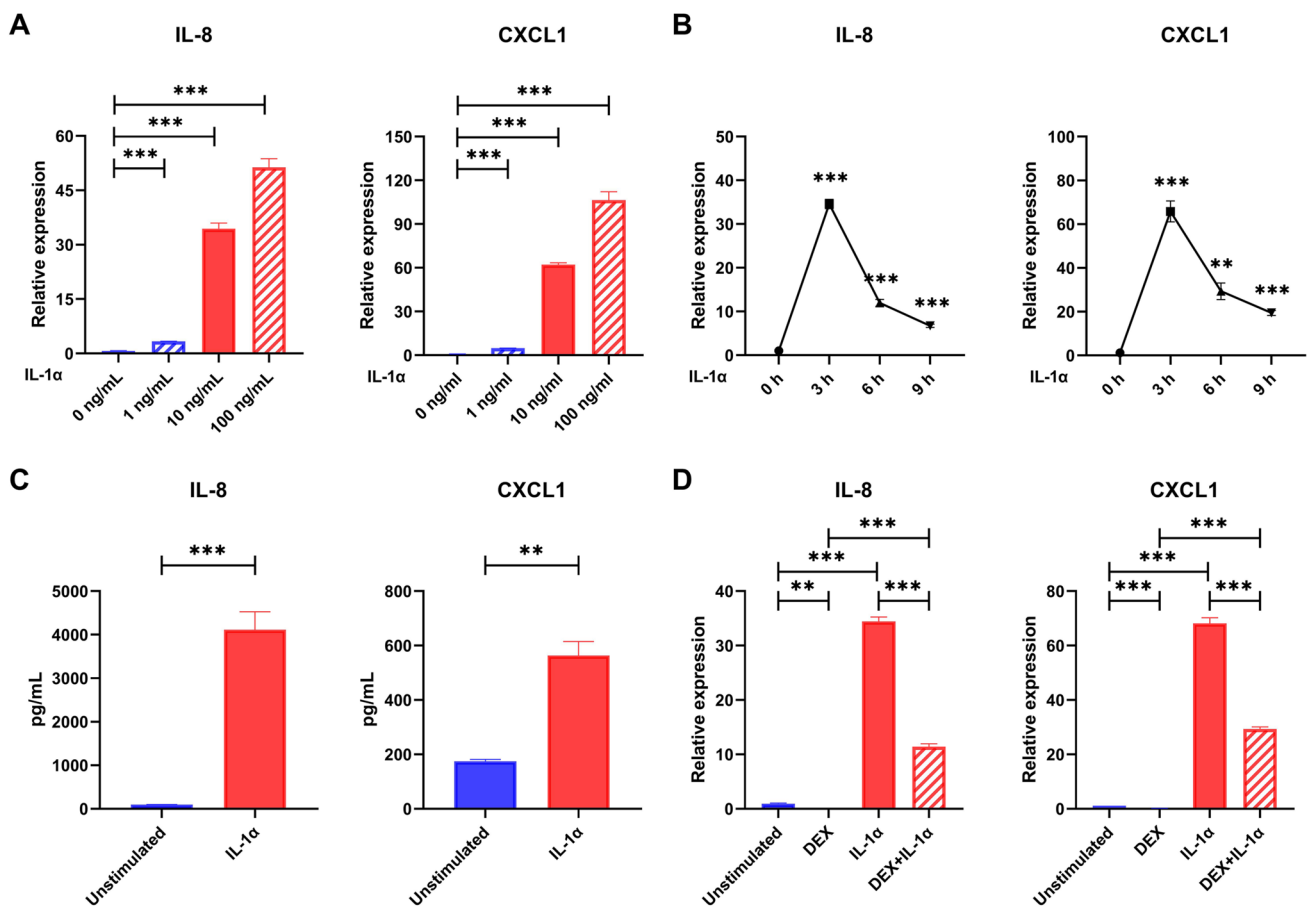 A
IL-8
CXCL1
B
IL-8
CXCL1
***
***
***
Relative expression
60
45
30
15
0
IL-1α
0 ng/mL
1 ng/mL
10 ng/mL
100 ng/mL
***
***
***
Relative expression
150
120
90
60
30
0
IL-1α
0 ng/ml
1 ng/ml
10 ng/ml
100 ng/ml
Relative expression
50
40
30
20
10
0
***
***
***
IL-1α
0 h
3 h
6 h
9 h
Relative expression
100
80
60
40
20
0
***
**
***
IL-1α
0 h
3 h
6 h
9 h
C
IL-8
CXCL1
D
IL-8
CXCL1
***
pg/mL
5000
4000
3000
2000
1000
0
Unstimulated
IL-1α
**
pg/mL
800
600
400
200
0
Unstimulated
IL-1α
***
***
**
***
Relative expression
40
30
20
10
0
Unstimulated
DEX
IL-1α
DEX+IL-1α
***
***
***
***
Relative expression
80
60
40
20
0
Unstimulated
DEX
IL-1α
DEX+IL-1α